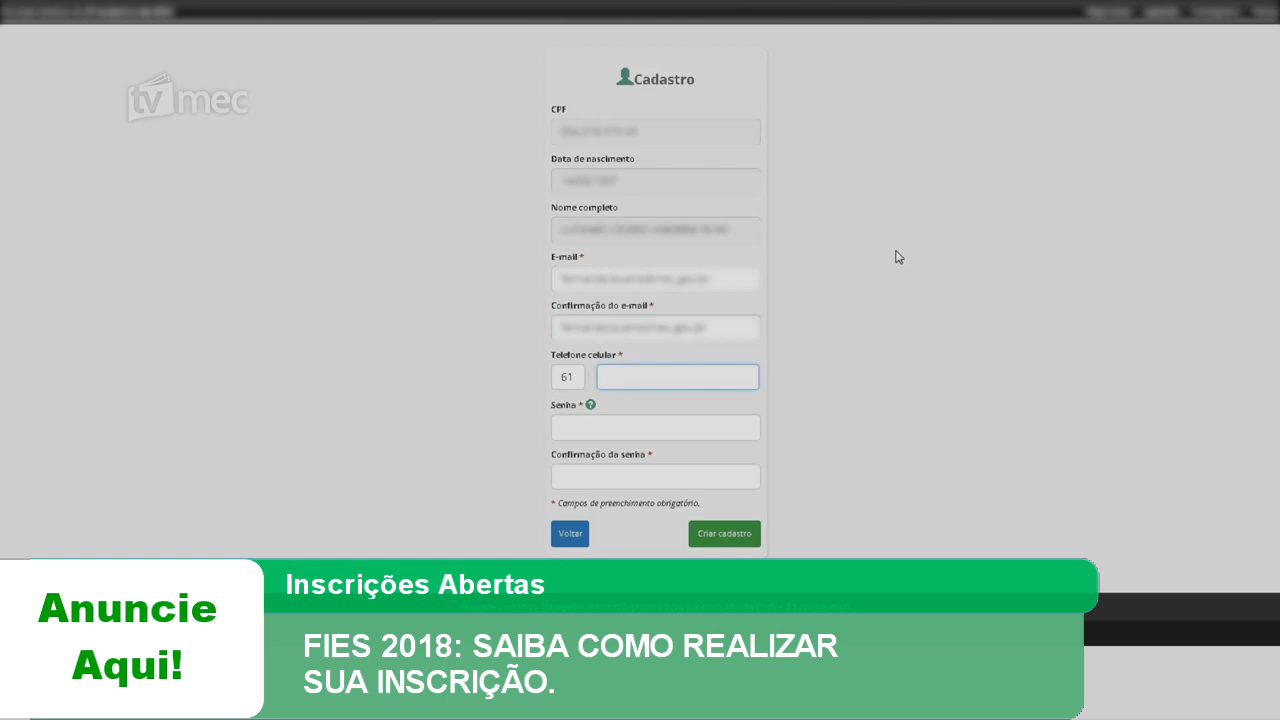 tv mec
Cadastro
CPF
Data de nascimento
Nome completo
E-mail *
Confirmação do e-mail *
Telefone celular *
61
Senha * ?
Confirmação da senha *
* Campos de preenchimento obrigatório.
Voltar
Criar cadastro
Inscrições Abertas
Anuncie
Aqui!
FIES 2018: SAIBA COMO REALIZAR
SUA INSCRIÇÃO.